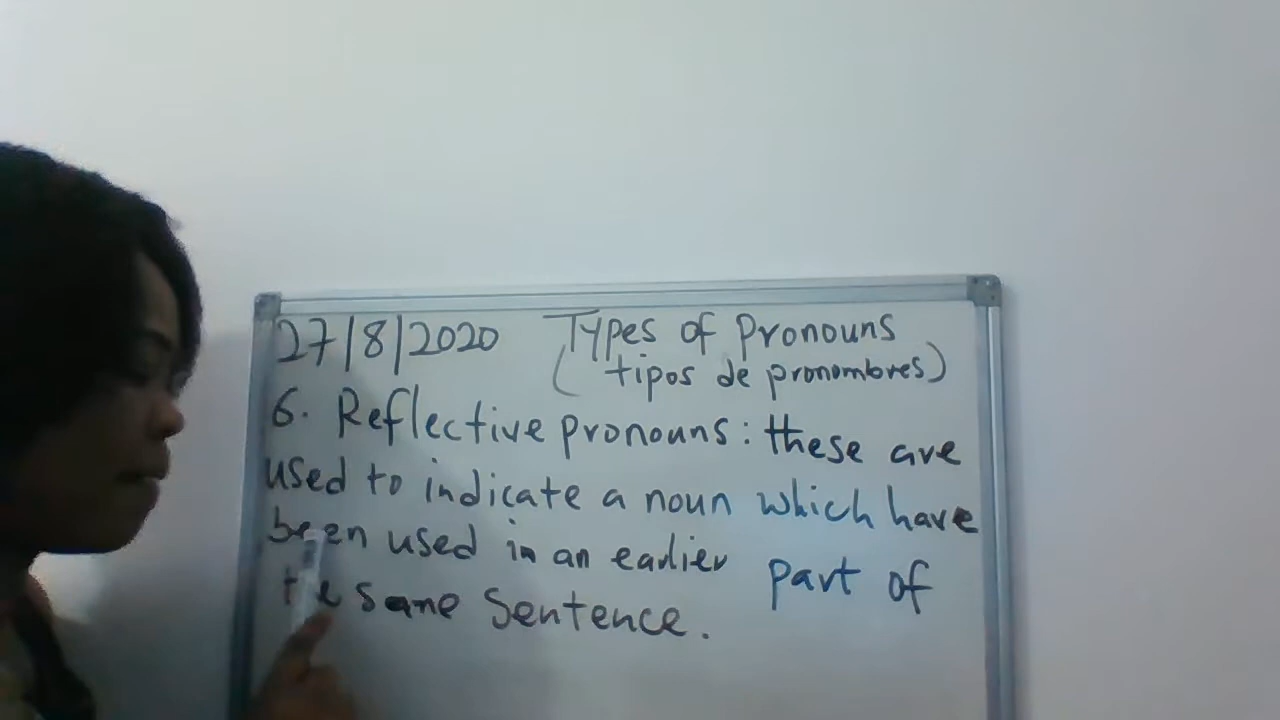 27/8/2020 Types of Pronouns
(tipos de pronombres)
6. Reflective pronouns: these are
used to indicate a noun which have
been used in an earlier part of
the same Sentence.